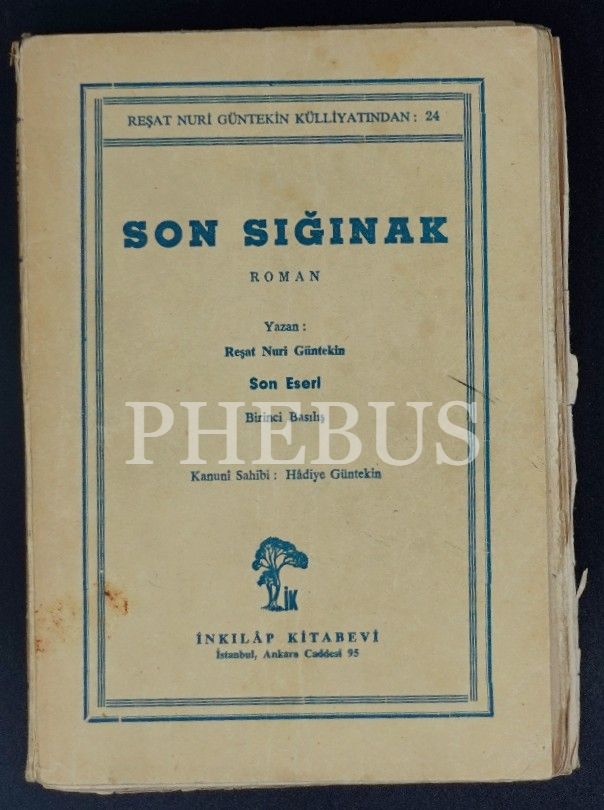 REŞAT NURİ GÜNTEKİN KÜLLİYATINDAN: 24
SON SIĞINAK
ROMAN
Yazan :
Reşat Nuri Güntekin
Son Eseri
Birinci Basılış
PHEBUS
Kanunî Sahibi : Hâdiye Güntekin
İK
İNKILÂP KİTABEVİ
İstanbul, Ankara Caddesi 95